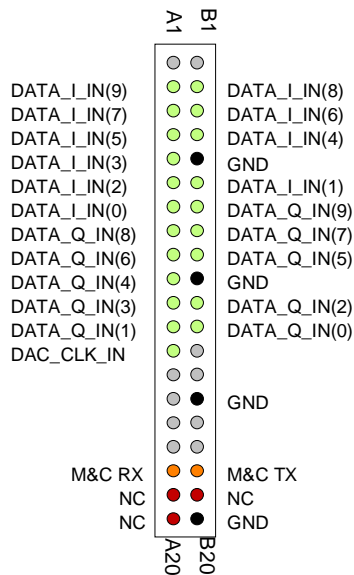 A1 B1
DATA_I_IN(9) DATA_I_IN(8)
DATA_I_IN(7) DATA_I_IN(6)
DATA_I_IN(5) DATA_I_IN(4)
DATA_I_IN(3) GND
DATA_I_IN(2) DATA_I_IN(1)
DATA_I_IN(0) DATA_Q_IN(9)
DATA_Q_IN(8) DATA_Q_IN(7)
DATA_Q_IN(6) DATA_Q_IN(5)
DATA_Q_IN(4) GND
DATA_Q_IN(3) DATA_Q_IN(2)
DATA_Q_IN(1) DATA_Q_IN(0)
DAC_CLK_IN
GND
M&C RX M&C TX
NC NC
NC GND
A20 B20